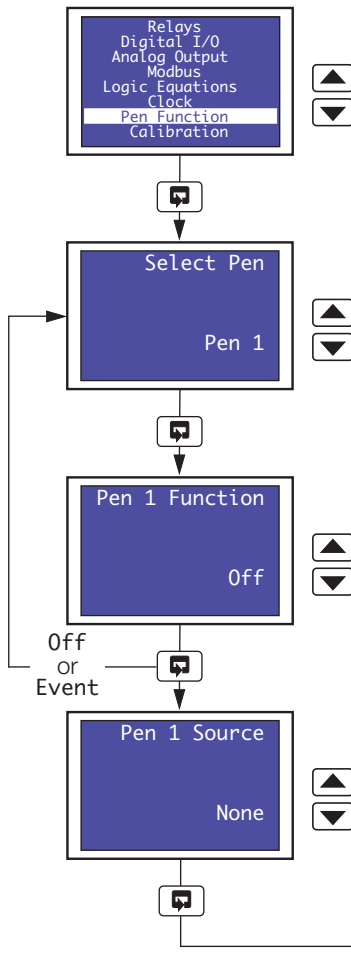 Relays
Digital I/O
Analog Output
Modbus
Logic Equations
Clock
Pen Function
Calibration
Select Pen
Pen 1
Pen 1 Function
Off
Off
or
Event
Pen 1 Source
None